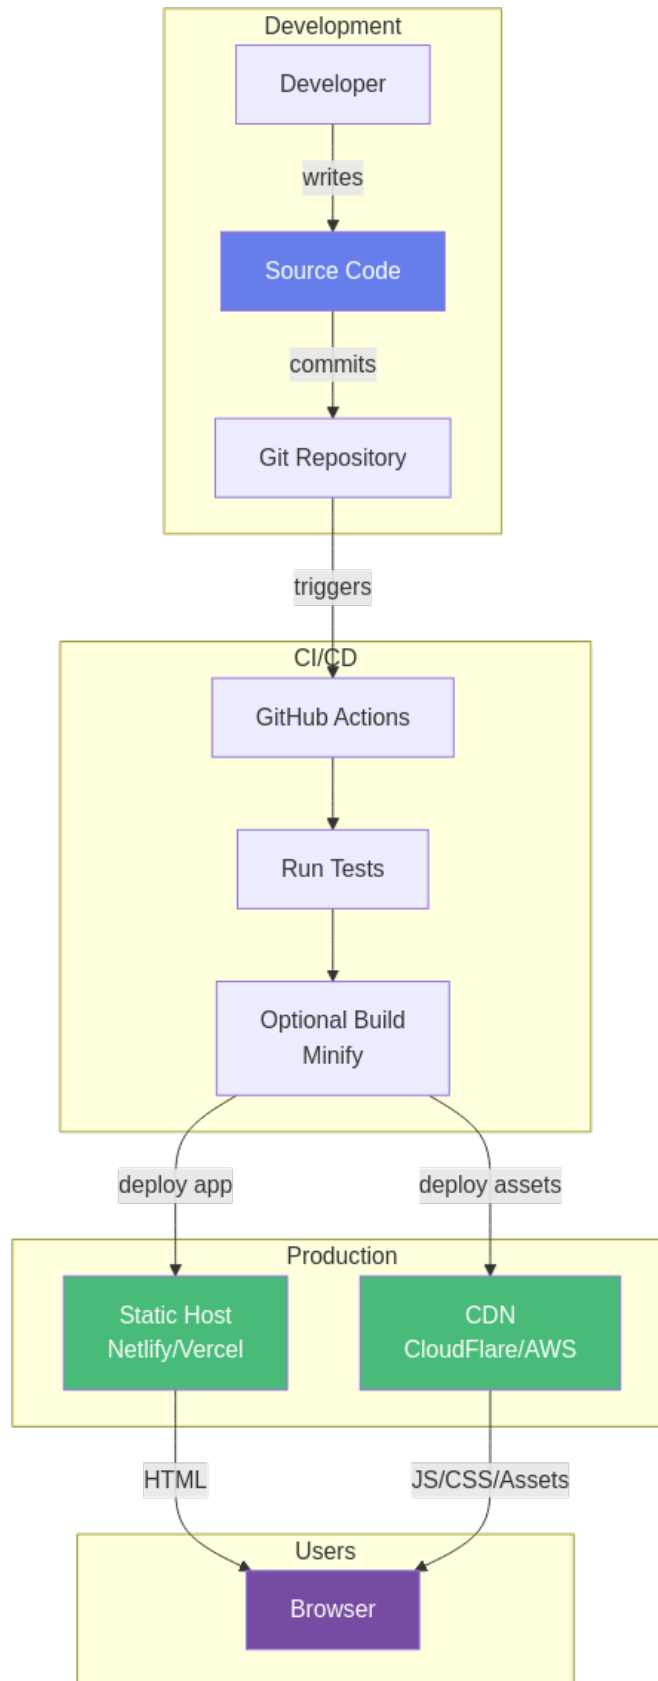 Development
Developer
writes
Source Code
commits
Git Repository
triggers
CI/CD
GitHub Actions
Run Tests
Optional Build
Minify
deploy app
deploy assets
Production
Static Host
Netlify/Vercel
CDN
CloudFlare/AWS
HTML
JS/CSS/Assets
Users
Browser